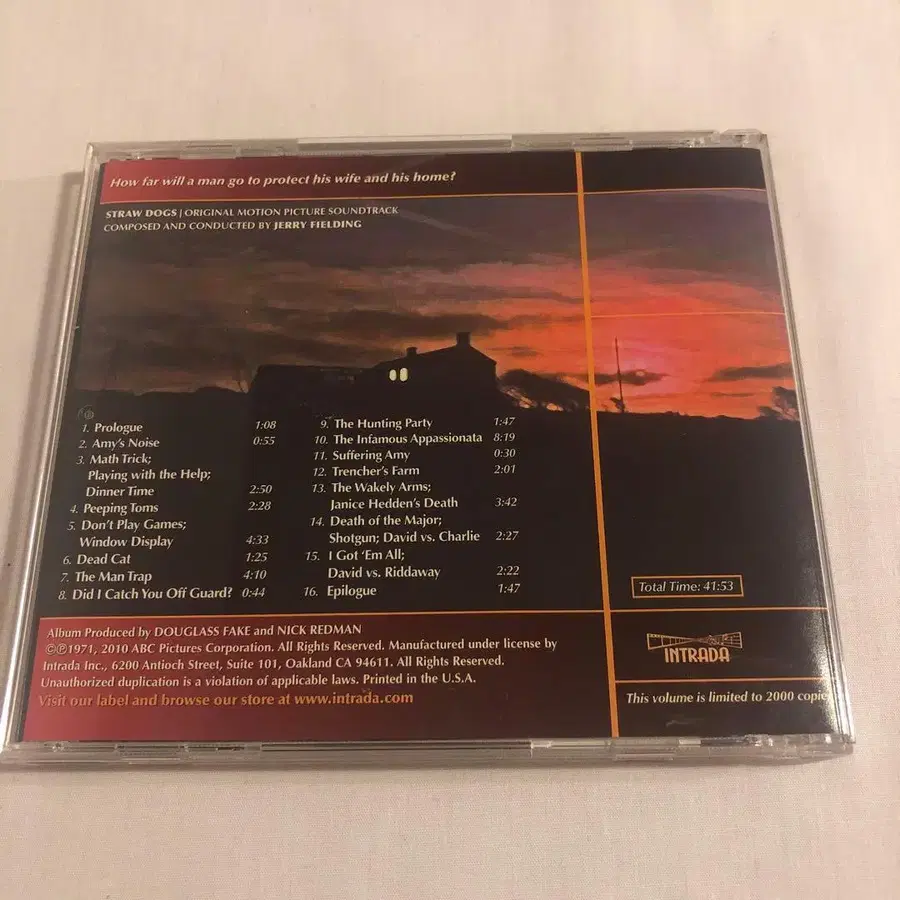 How far will a man go to protect his wife and his home?
STRAW DOGS | ORIGINAL MOTION PICTURE SOUNDTRACK
COMPOSED AND CONDUCTED BY JERRY FIELDING
1. Prologue 1:08
2. Amy's Noise 0:55
3. Math Trick;
Playing with the Help;
Dinner Time 2:50
4. Peeping Toms 2:28
5. Don't Play Games;
Window Display 4:33
6. Dead Cat 1:25
7. The Man Trap 4:10
8. Did I Catch You Off Guard? 0:44
9. The Hunting Party 1:47
10. The Infamous Appassionata 8:19
11. Suffering Amy 0:30
12. Trencher's Farm 2:01
13. The Wakely Arms;
Janice Hedden's Death 3:42
14. Death of the Major;
Shotgun; David vs. Charlie 2:27
15. I Got 'Em All;
David vs. Riddaway 2:22
16. Epilogue 1:47
Total Time: 41:53
Album Produced by DOUGLASS FAKE and NICK REDMAN
©℗1971, 2010 ABC Pictures Corporation. All Rights Reserved. Manufactured under license by
Intrada Inc., 6200 Antioch Street, Suite 101, Oakland CA 94611. All Rights Reserved.
Unauthorized duplication is a violation of applicable laws. Printed in the U.S.A.
Visit our label and browse our store at www.intrada.com
INTRADA
This volume is limited to 2000 copie